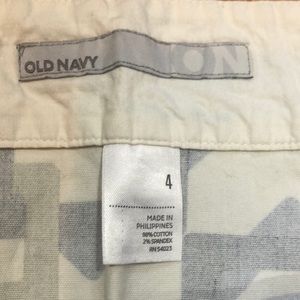 OLD NAVY
4
MADE IN
PHILIPPINES
98% COTTON
2% SPANDEX
RN 54023